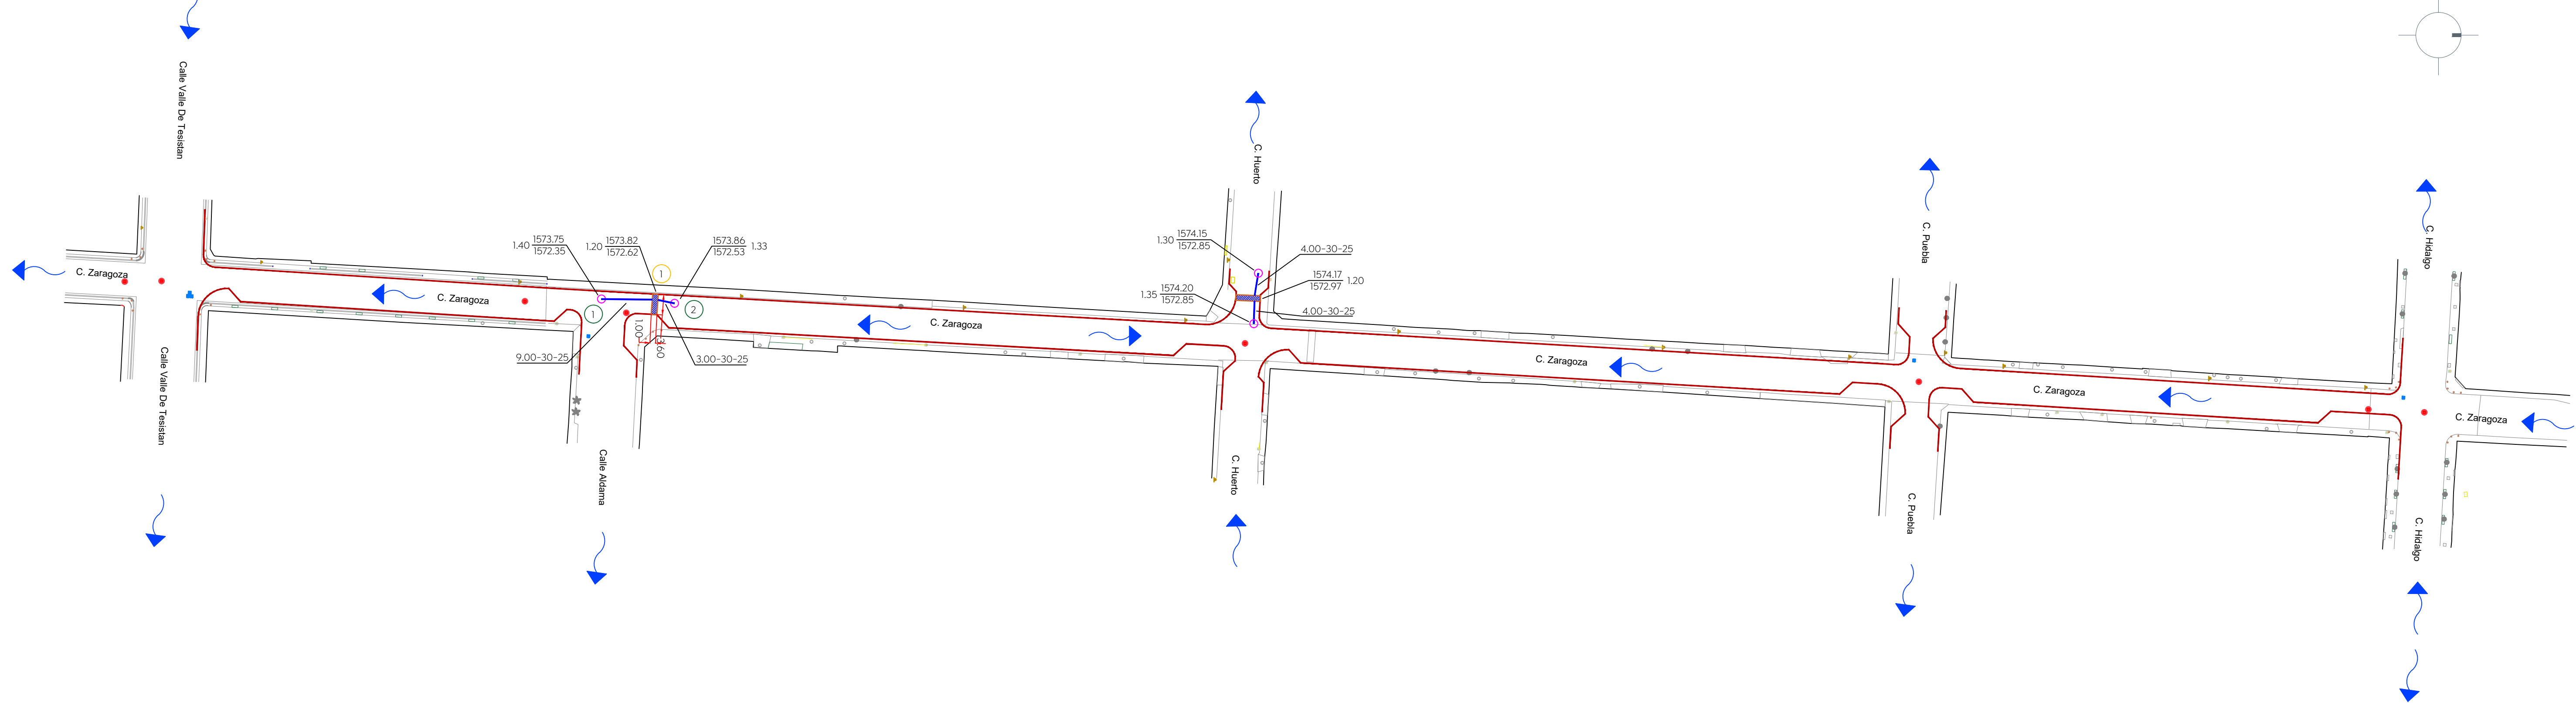 Calle Valle De Tesistan
C. Zaragoza
Calle Valle De Tesistan
C. Zaragoza
1.40
1573.75
1572.35
1.20
1573.82
1572.62
1573.86
1572.53
1.33
1
1
2
1.00
3.60
9.00-30-25
3.00-30-25
Calle Aldama
C. Zaragoza
C. Huerto
1.30
1574.15
1572.85
4.00-30-25
1574.17
1572.97
1.20
1.35
1574.20
1572.85
4.00-30-25
C. Huerto
C. Zaragoza
C. Puebla
C. Puebla
C. Zaragoza
C. Hidalgo
C. Zaragoza
C. Hidalgo